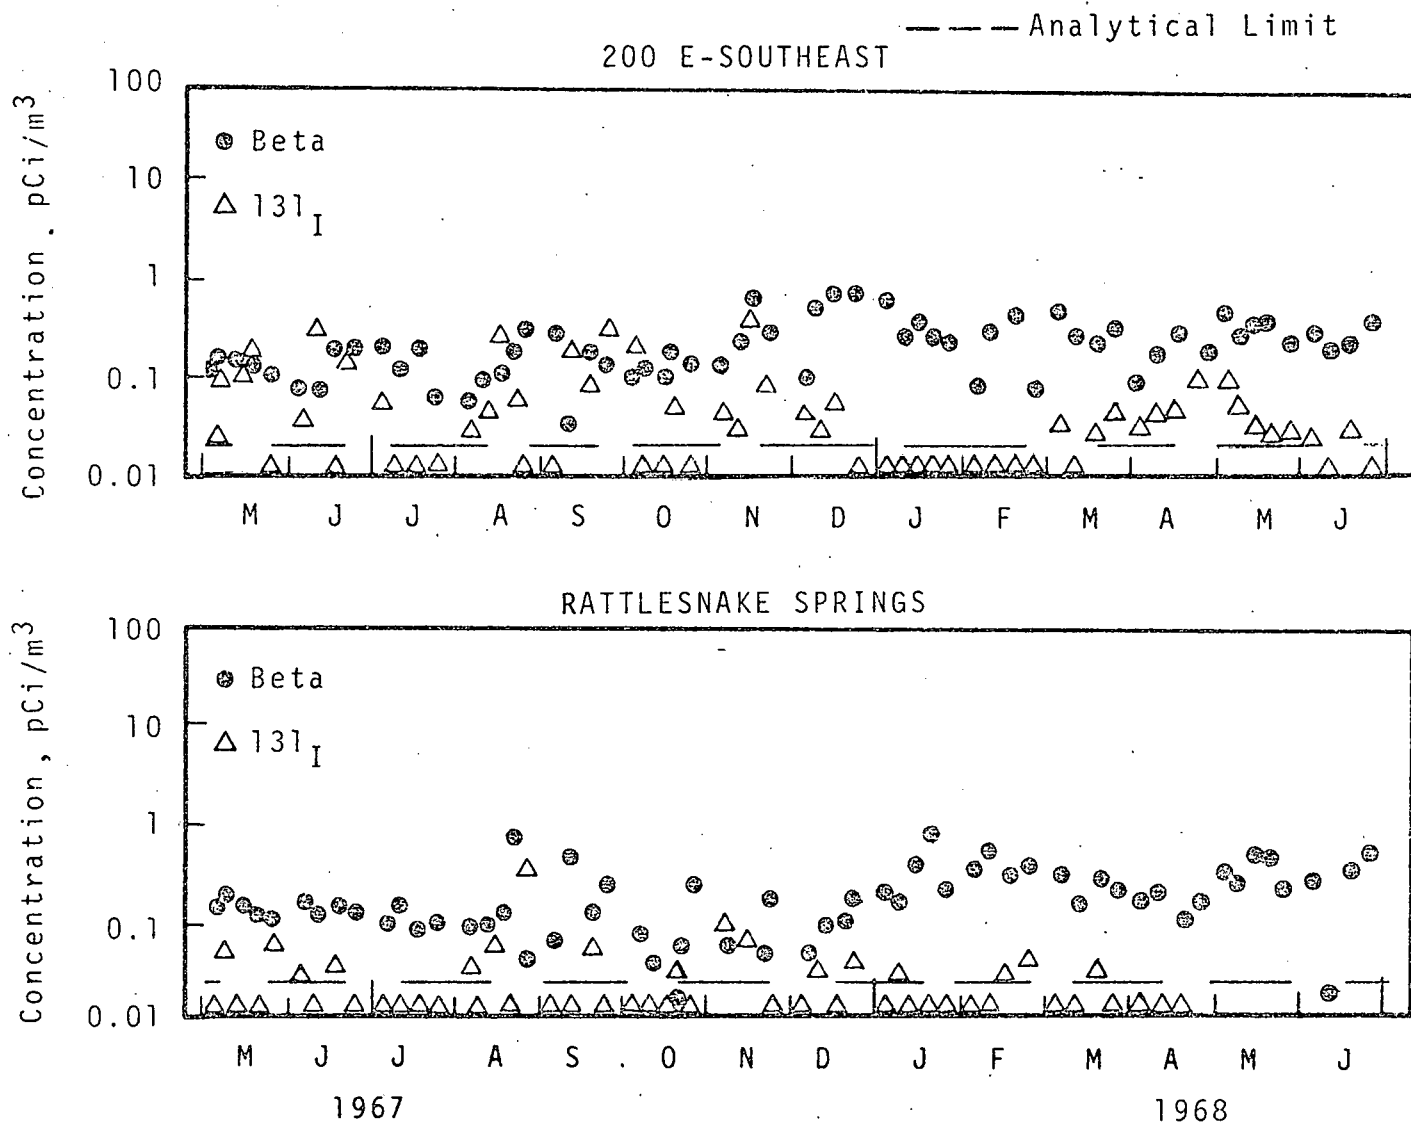 — — — Analytical Limit
200 E-SOUTHEAST
Concentration, pCi/m³
100
10
1
0.1
0.01
Beta
131I
M J J A S O N D J F M A M J
RATTLESNAKE SPRINGS
Concentration, pCi/m³
100
10
1
0.1
0.01
Beta
131I
M J J A S O N D J F M A M J
1967 1968